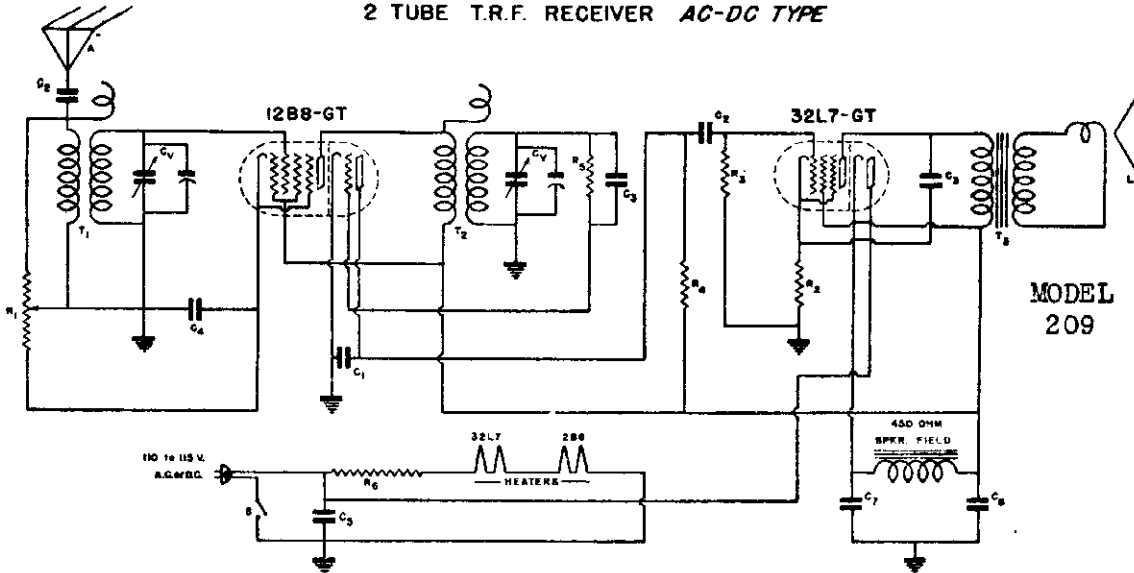 2 TUBE T.R.F. RECEIVER AC-DC TYPE
A
C2
12B8-GT
32L7-GT
C2
CV
CV
R5
C3
R3
C3
L
T1
T2
T3
R1
C4
R4
R2
MODEL
209
C1
450 OHM
SPKR. FIELD
110 to 115 V.
A.C. or D.C.
32L7
2B8
R6
HEATERS
S
C5
C7